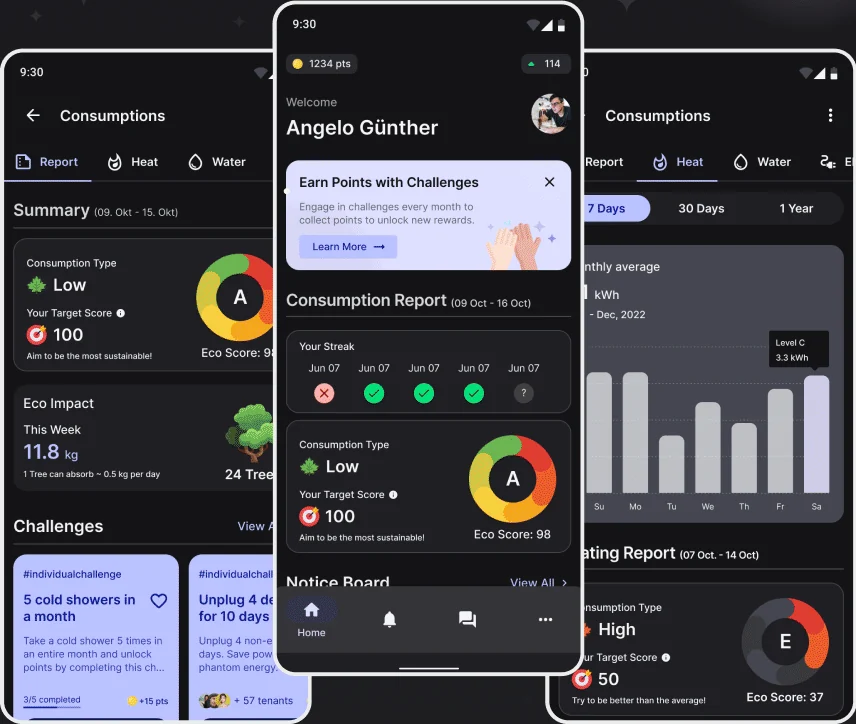 9:30
Consumptions
Report
Heat
Water
Summary (09. Okt - 15. Okt)
Consumption Type
Low
Your Target Score
100
Aim to be the most sustainable!
A
Eco Score: 98
Eco Impact
This Week
11.8 kg
1 Tree can absorb ~ 0.5 kg per day
24 Tree
Challenges
View A
#individualchallenge
5 cold showers in
a month
Take a cold shower 5 times in
an entire month and unlock
points by completing this ch...
3/5 completed
+15 pts
#individualchall
Unplug 4 de
for 10 days
Unplug 4 non-e
days. Save pow
phantom energy.
+ 57 tenants
9:30
1234 pts
114
Welcome
Angelo Günther
Earn Points with Challenges
Engage in challenges every month to
collect points to unlock new rewards.
Learn More
Consumption Report (09 Oct - 16 Oct)
Your Streak
Jun 07 Jun 07 Jun 07 Jun 07 Jun 07
?
Consumption Type
Low
Your Target Score
100
Aim to be the most sustainable!
A
Eco Score: 98
Notice Board
View All
Home
0
Consumptions
Report
Heat
Water
El
7 Days
30 Days
1 Year
nthly average
kWh
- Dec, 2022
Level C
3.3 kWh
Su Mo Tu We Th Fr Sa
ating Report (07 Oct. - 14 Oct)
nsumption Type
High
ur Target Score
50
Try to be better than the average!
E
Eco Score: 37